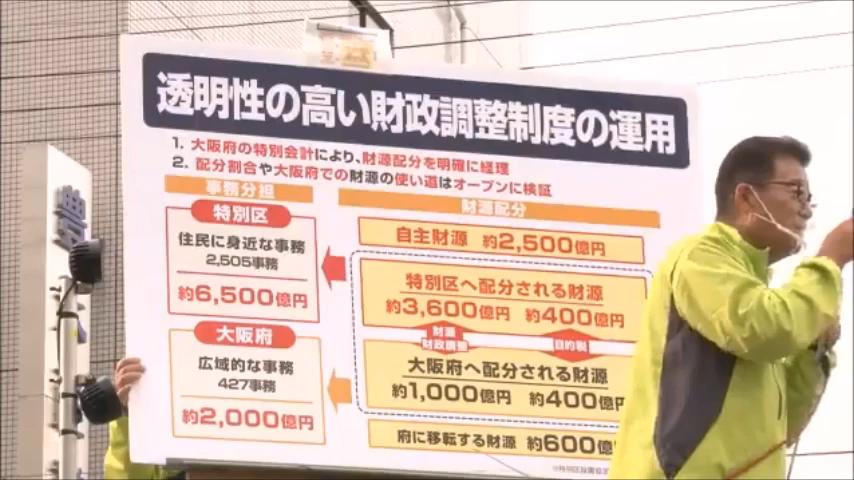 透明性の高い財政調整制度の運用
1. 大阪府の特別会計により、財源配分を明確に経理
2. 配分割合や大阪府での財源の使い道はオープンに検証
事務分担
財源配分
特別区
住民に身近な事務
2,505事務
約6,500億円
大阪府
広域的な事務
427事務
約2,000億円
自主財源 約2,500億円
特別区へ配分される財源
約3,600億円 約400億円
財源
財政調整
目的税
大阪府へ配分される財源
約1,000億円 約400億円
府に移転する財源 約600億